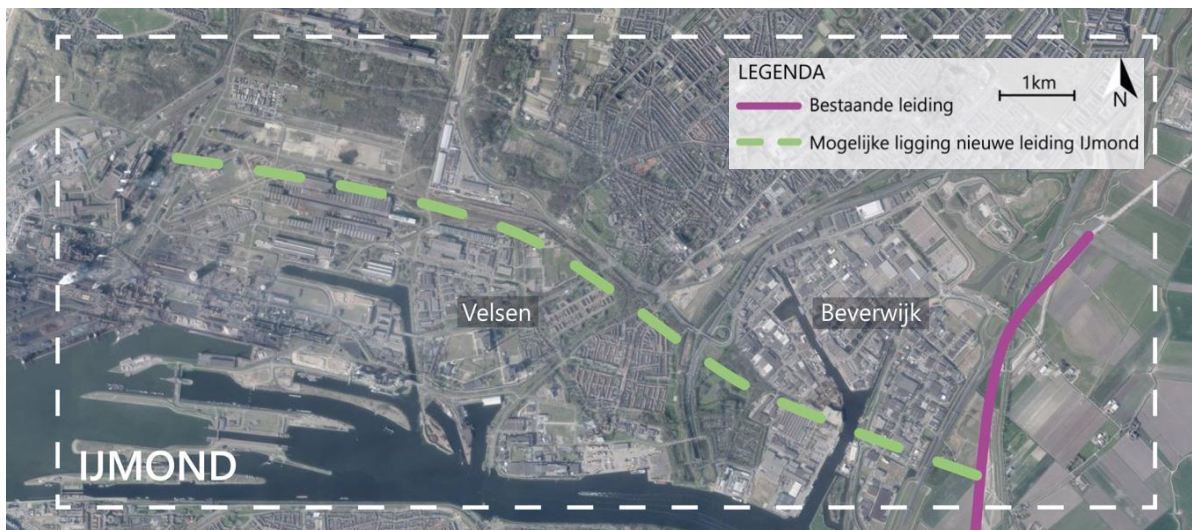 LEGENDA
1km
N
Bestaande leiding
Mogelijke ligging nieuwe leiding IJmond
Velsen
Beverwijk
IJMOND